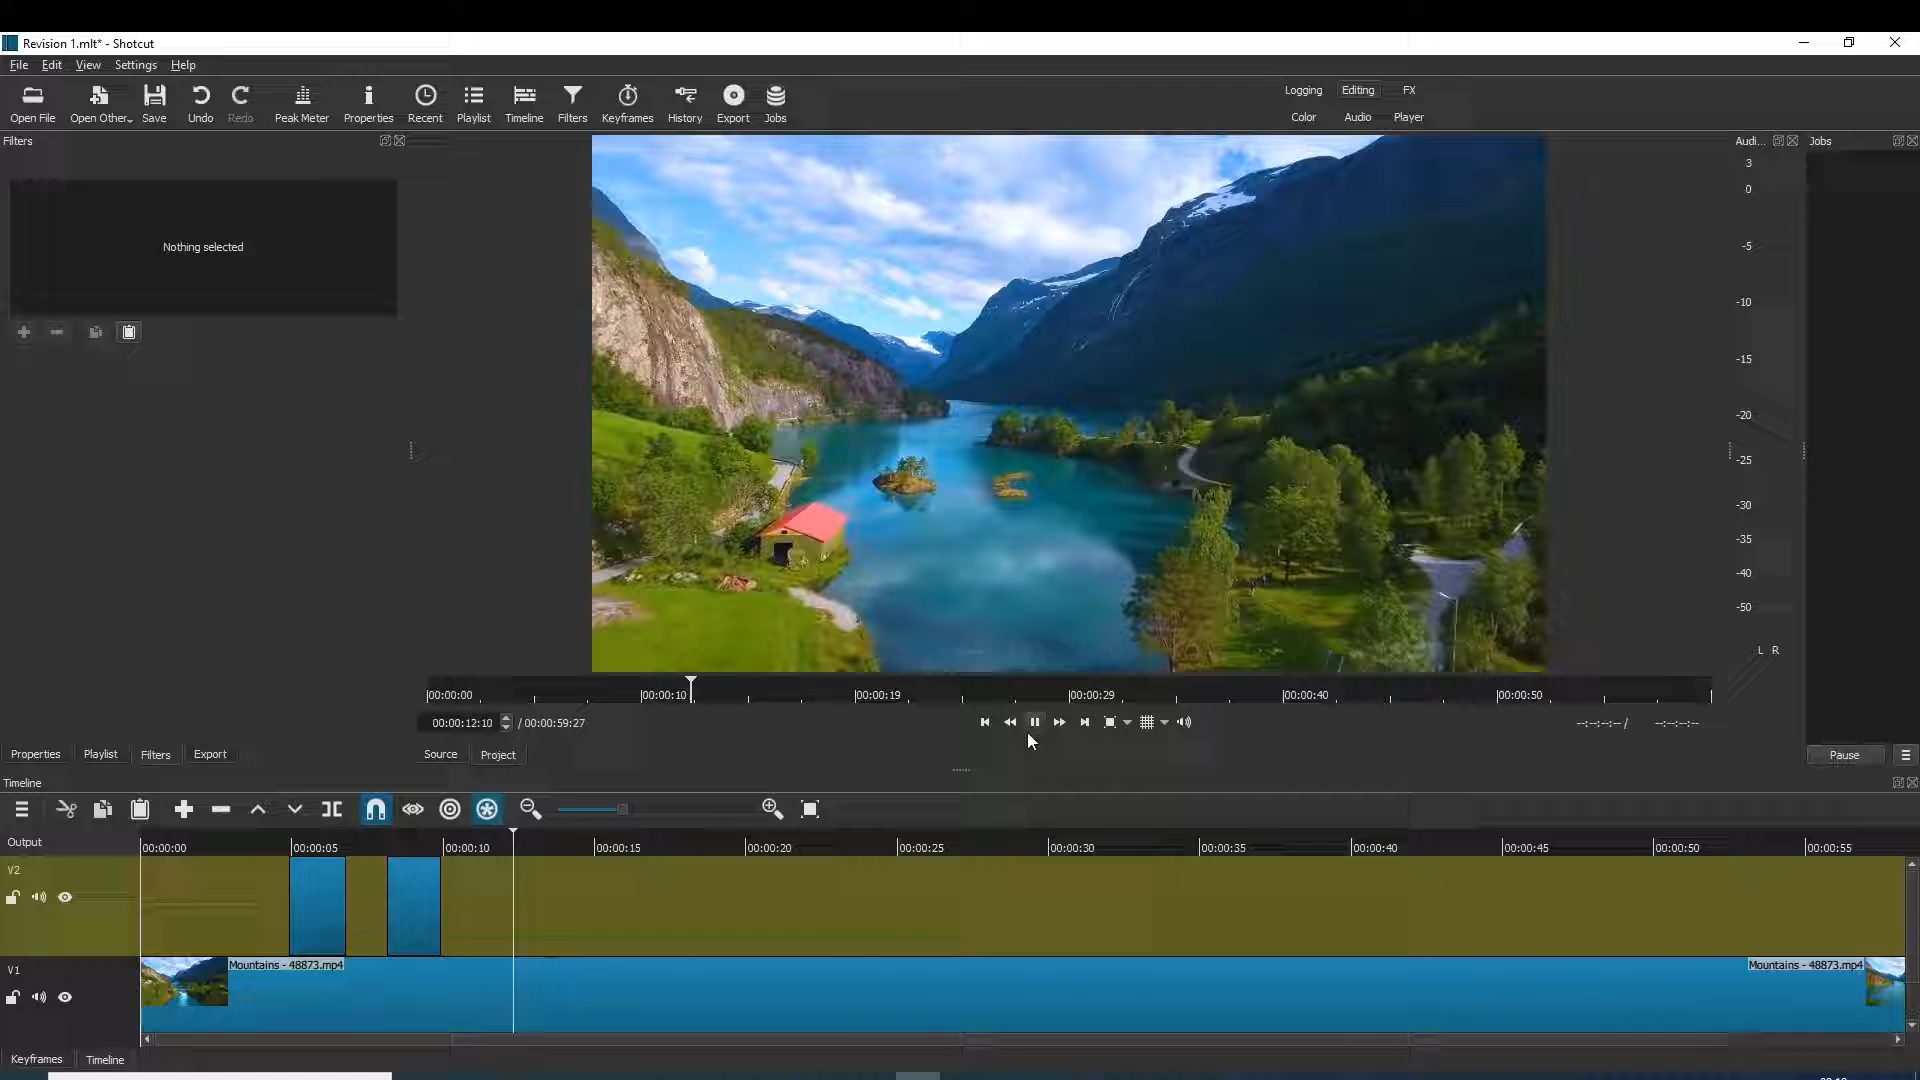 Revision 1.mlt* - Shotcut
File Edit View Settings Help
Open File Open Other Save Undo Redo Peak Meter Properties Recent Playlist Timeline Filters Keyframes History Export Jobs
Logging Editing FX
Color Audio Player
Filters
Audi... Jobs
Nothing selected
3
0
-5
-10
-15
-20
-25
-30
-35
-40
-50
L R
00:00:00 00:00:10 00:00:19 00:00:29 00:00:40 00:00:50
00:00:12:10 / 00:00:59:27 --:--:--:-- / --:--:--:--
Properties Playlist Filters Export Source Project Pause
Timeline
Output 00:00:00 00:00:05 00:00:10 00:00:15 00:00:20 00:00:25 00:00:30 00:00:35 00:00:40 00:00:45 00:00:50 00:00:55
V2
V1 Mountains - 48873.mp4 Mountains - 48873.mp4
Keyframes Timeline